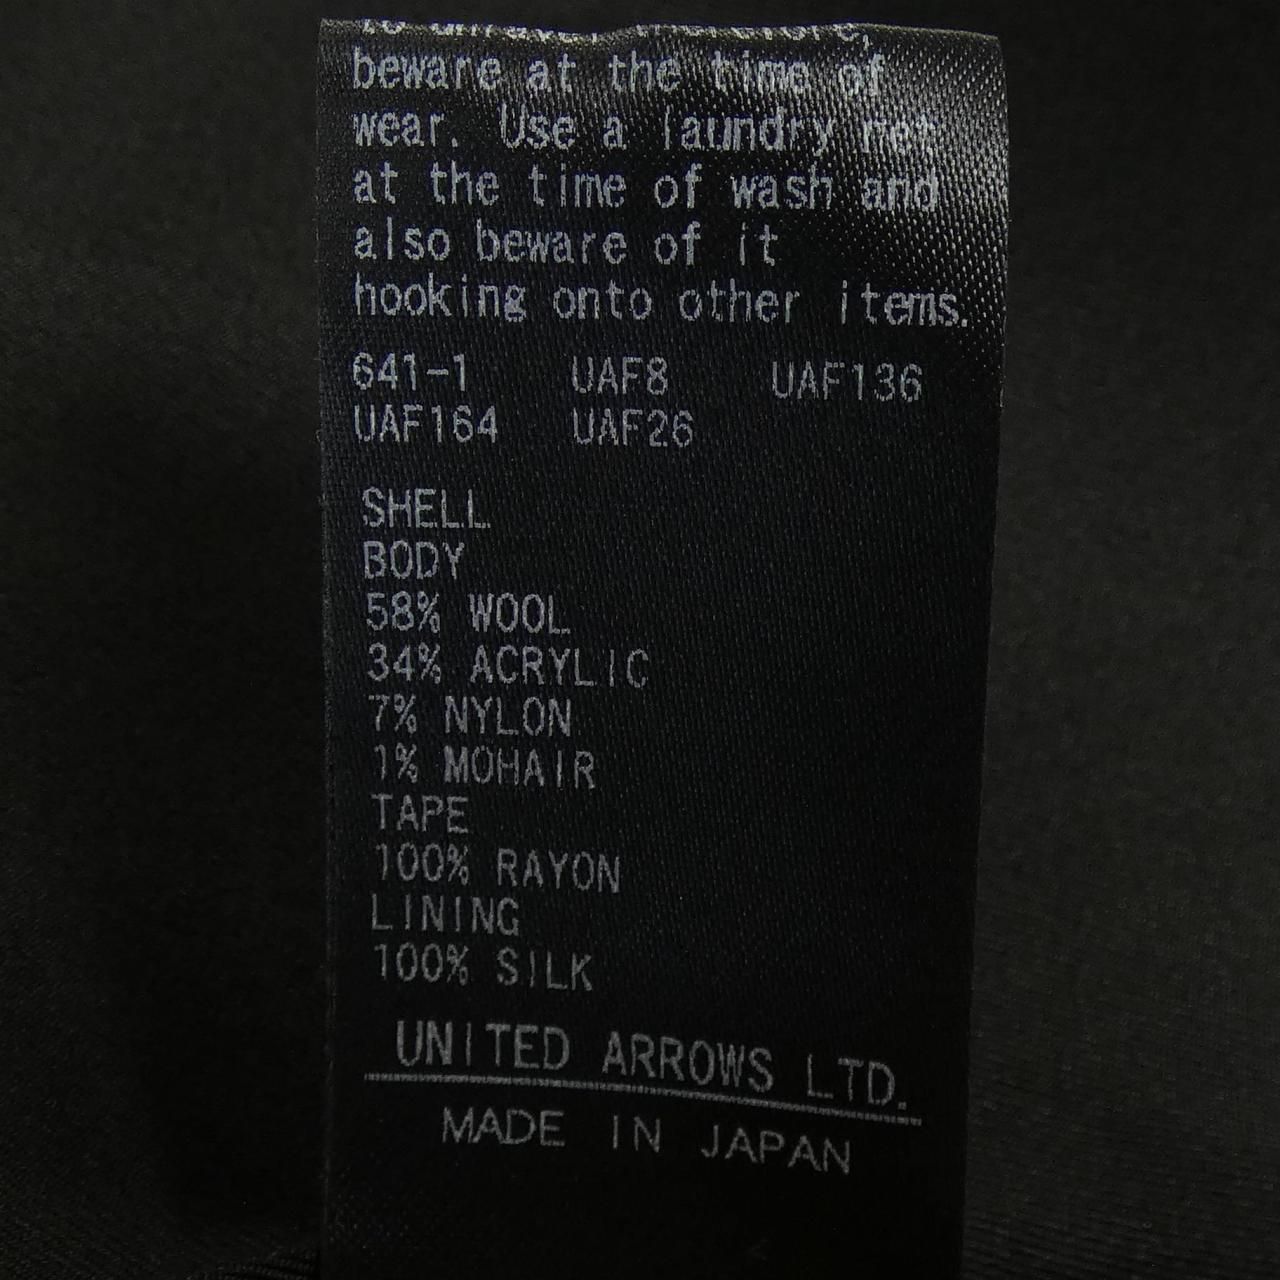 beware at the time of
wear. Use a laundry net
at the time of wash and
also beware of it
hooking onto other items.
641-1 UAF8 UAF136
UAF164 UAF26
SHELL
BODY
58% WOOL
34% ACRYLIC
7% NYLON
1% MOHAIR
TAPE
100% RAYON
LINING
100% SILK
UNITED ARROWS LTD.
MADE IN JAPAN